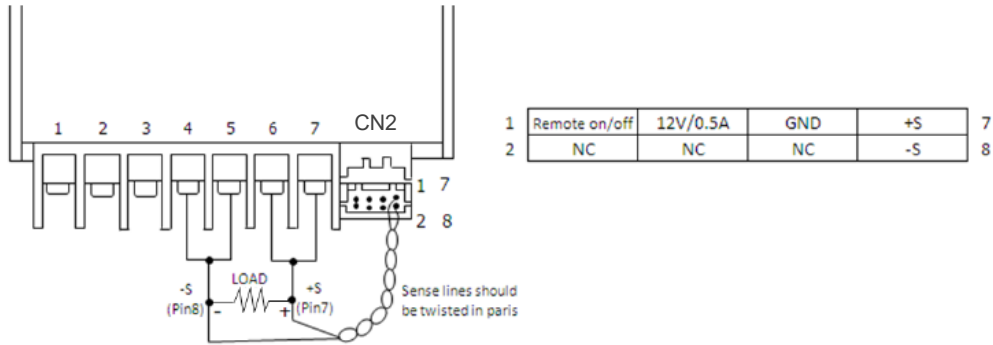 1 2 3 4 5 6 7 CN2
1 7
2 8
-S
(Pin8)
LOAD
- +
+S
(Pin7)
Sense lines should
be twisted in paris
1 Remote on/off 12V/0.5A GND +S 7
2 NC NC NC -S 8